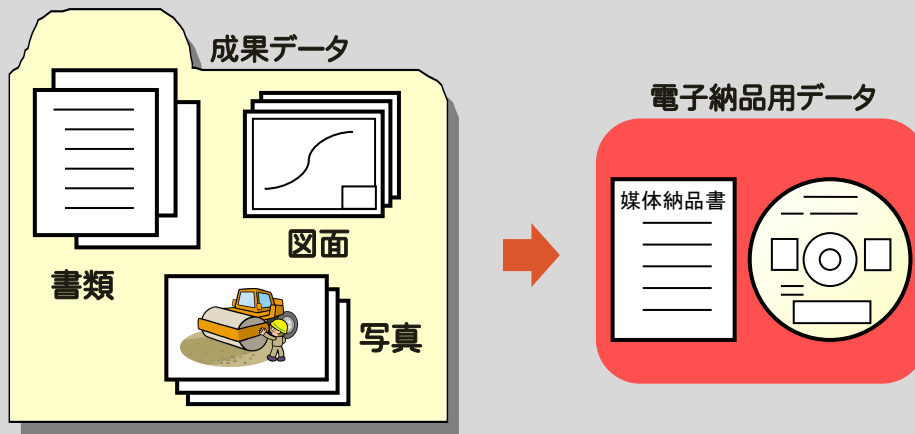 成果データ
書類
図面
写真
電子納品用データ
媒体納品書